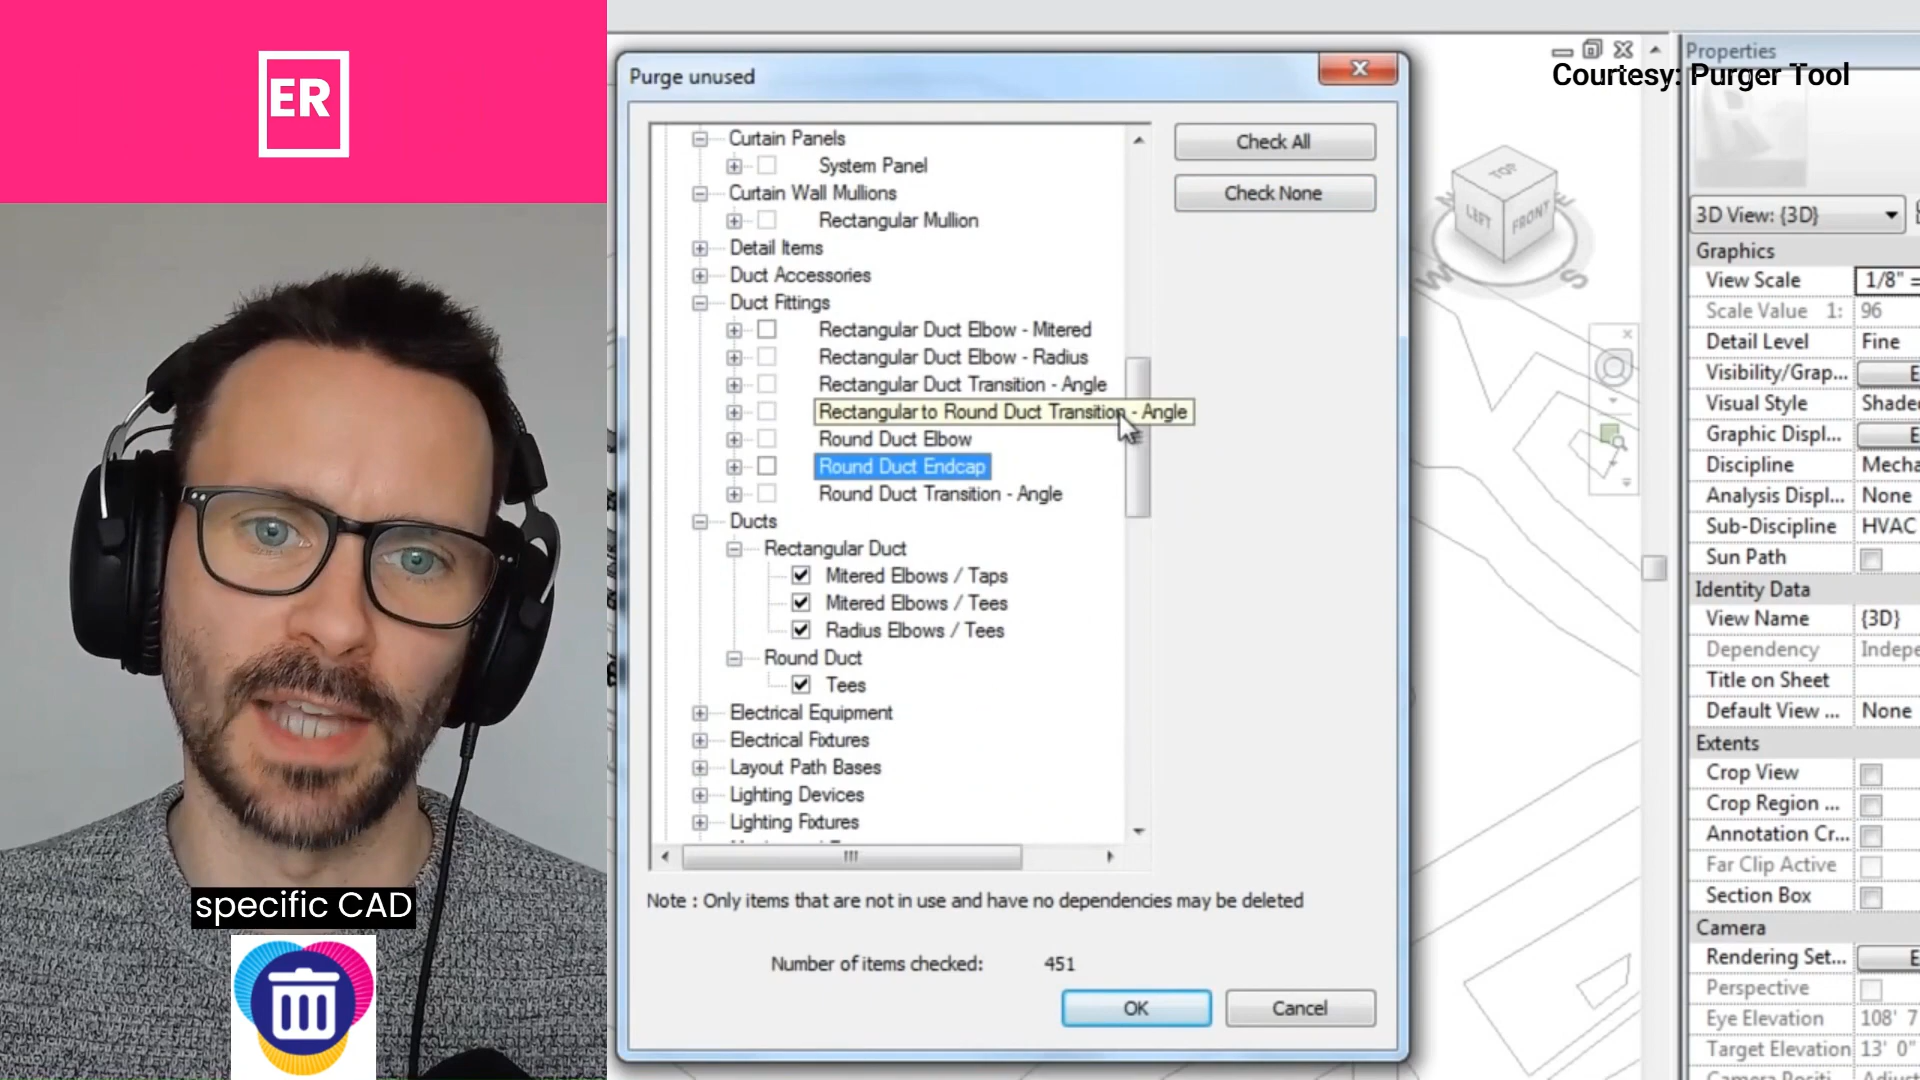 ER
specific CAD
Purge unused
Curtain Panels
System Panel
Curtain Wall Mullions
Rectangular Mullion
Detail Items
Duct Accessories
Duct Fittings
Rectangular Duct Elbow - Mitered
Rectangular Duct Elbow - Radius
Rectangular Duct Transition - Angle
Rectangular to Round Duct Transition - Angle
Round Duct Elbow
Round Duct Endcap
Round Duct Transition - Angle
Ducts
Rectangular Duct
Mitered Elbows / Taps
Mitered Elbows / Tees
Radius Elbows / Tees
Round Duct
Tees
Electrical Equipment
Electrical Fixtures
Layout Path Bases
Lighting Devices
Lighting Fixtures
Check All
Check None
Note : Only items that are not in use and have no dependencies may be deleted
Number of items checked: 451
OK
Cancel
TOP
LEFT
FRONT
W
S
Properties
Courtesy: Purger Tool
3D View: {3D}
Graphics
View Scale 1/8" =
Scale Value 1: 96
Detail Level Fine
Visibility/Grap... E
Visual Style Shade
Graphic Displ... E
Discipline Mecha
Analysis Displ... None
Sub-Discipline HVAC
Sun Path
Identity Data
View Name {3D}
Dependency Indepe
Title on Sheet
Default View ... None
Extents
Crop View
Crop Region ...
Annotation Cr...
Far Clip Active
Section Box
Camera
Rendering Set... E
Perspective
Eye Elevation 108' 7
Target Elevation 13' 0"